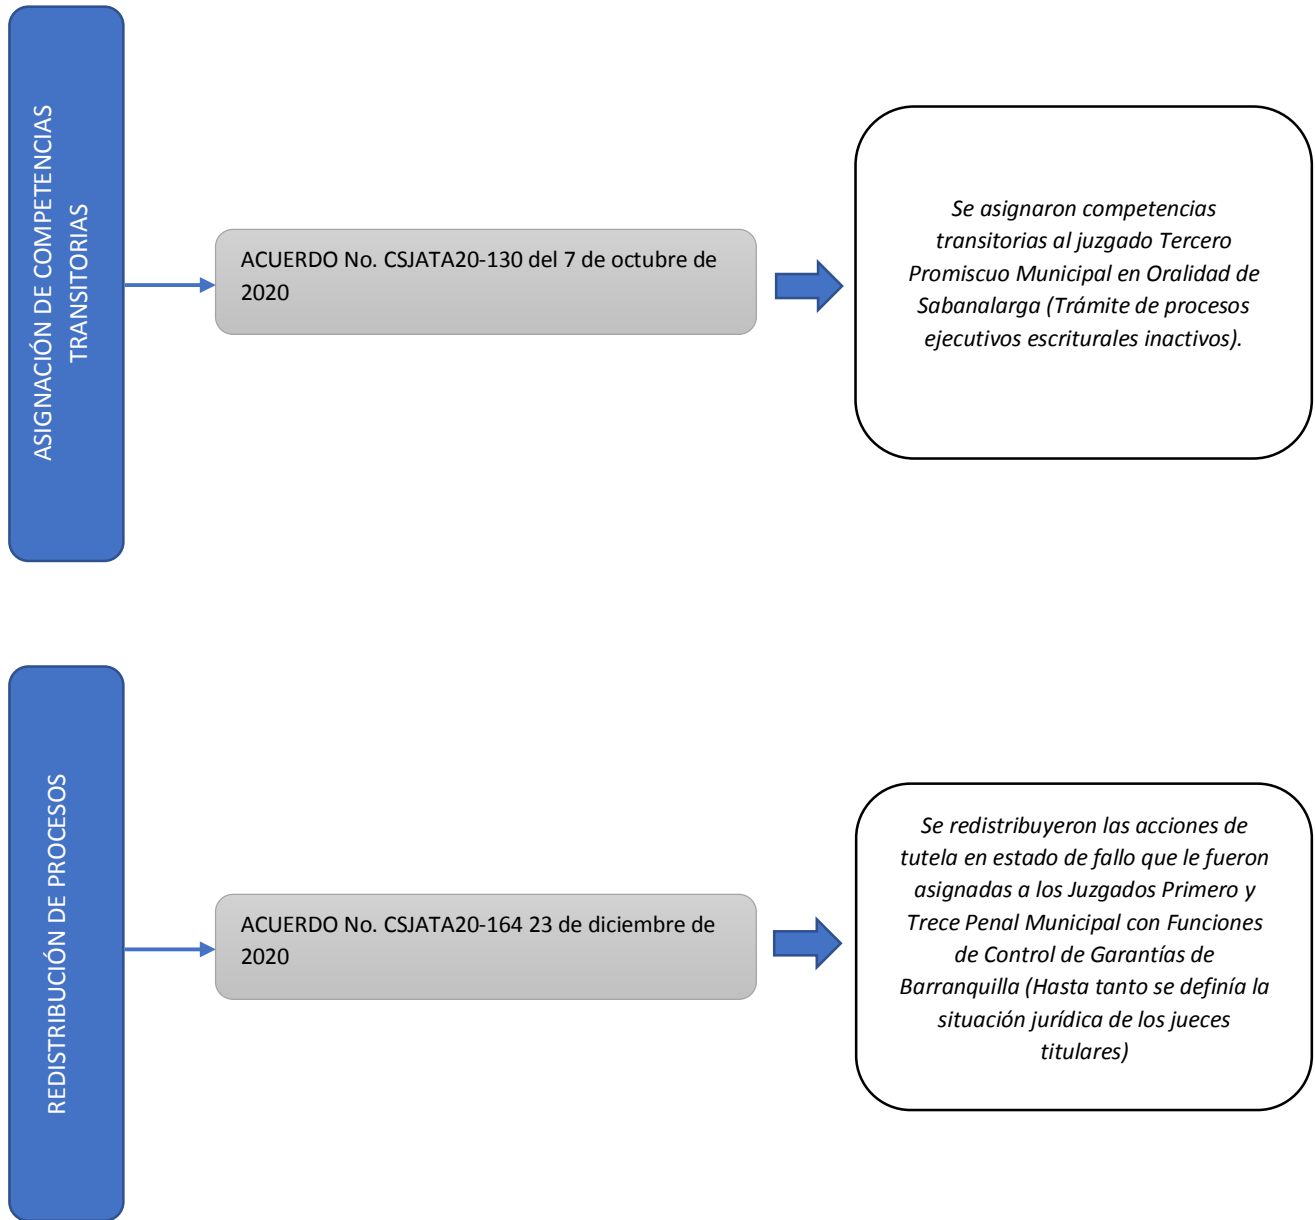 ASIGNACIÓN DE COMPETENCIAS
TRANSITORIAS
ACUERDO No. CSJATA20-130 del 7 de octubre de
2020
Se asignaron competencias
transitorias al juzgado Tercero
Promiscuo Municipal en Oralidad de
Sabanalarga (Trámite de procesos
ejecutivos escriturales inactivos).
REDISTRIBUCIÓN DE PROCESOS
ACUERDO No. CSJATA20-164 23 de diciembre de
2020
Se redistribuyeron las acciones de
tutela en estado de fallo que le fueron
asignadas a los Juzgados Primero y
Trece Penal Municipal con Funciones
de Control de Garantías de
Barranquilla (Hasta tanto se definía la
situación jurídica de los jueces
titulares)